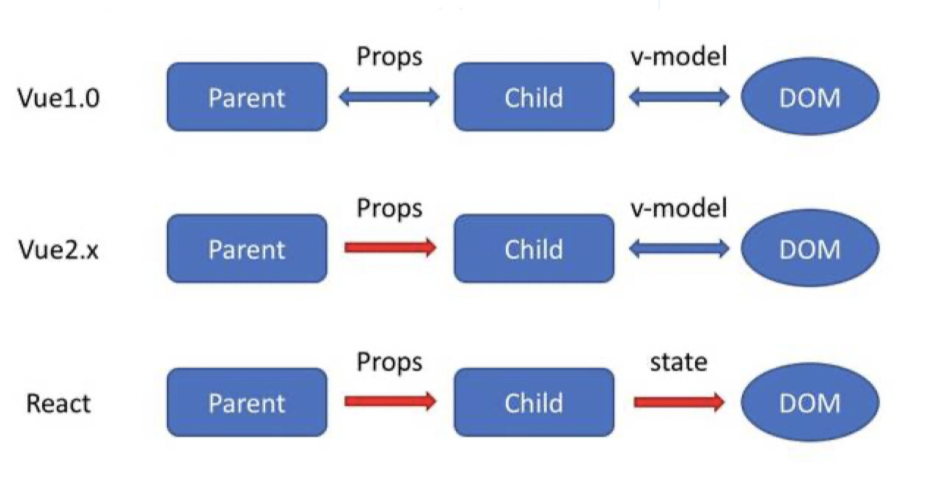 Props v-model
Vue1.0 Parent Child DOM
Props v-model
Vue2.x Parent Child DOM
Props state
React Parent Child DOM